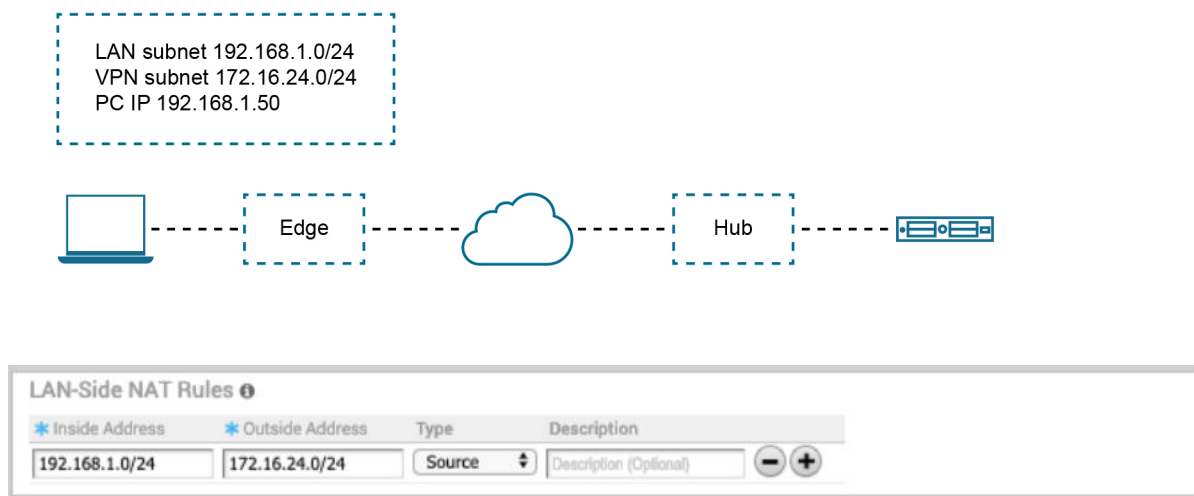 LAN subnet 192.168.1.0/24
VPN subnet 172.16.24.0/24
PC IP 192.168.1.50
Edge
Hub
LAN-Side NAT Rules
* Inside Address * Outside Address Type Description
192.168.1.0/24 172.16.24.0/24 Source Description (Optional)